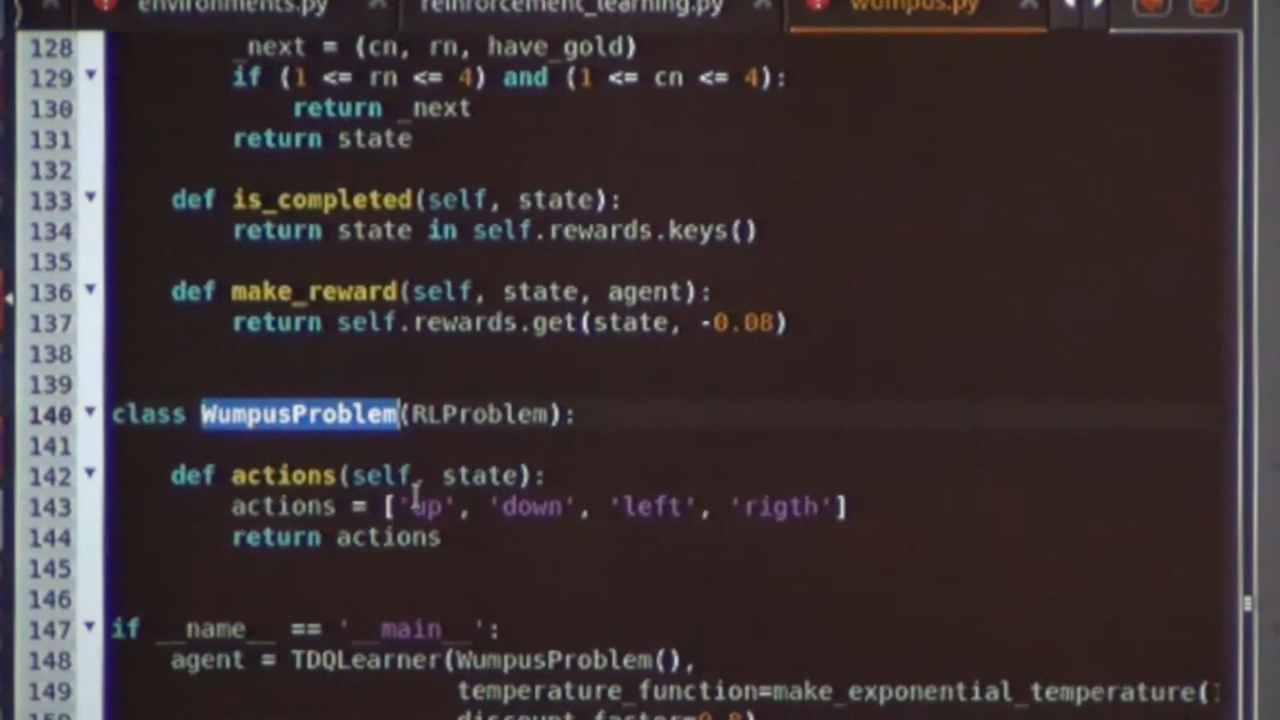 environments.py reinforcement_learning.py wumpus.py
128 _next = (cn, rn, have_gold)
129 if (1 <= rn <= 4) and (1 <= cn <= 4):
130 return _next
131 return state
132
133 def is_completed(self, state):
134 return state in self.rewards.keys()
135
136 def make_reward(self, state, agent):
137 return self.rewards.get(state, -0.08)
138
139
140 class WumpusProblem(RLProblem):
141
142 def actions(self, state):
143 actions = ['up', 'down', 'left', 'rigth']
144 return actions
145
146
147 if __name__ == '__main__':
148 agent = TDQLearner(WumpusProblem(),
149 temperature_function=make_exponential_temperature(
150 discount_factor=0.8)